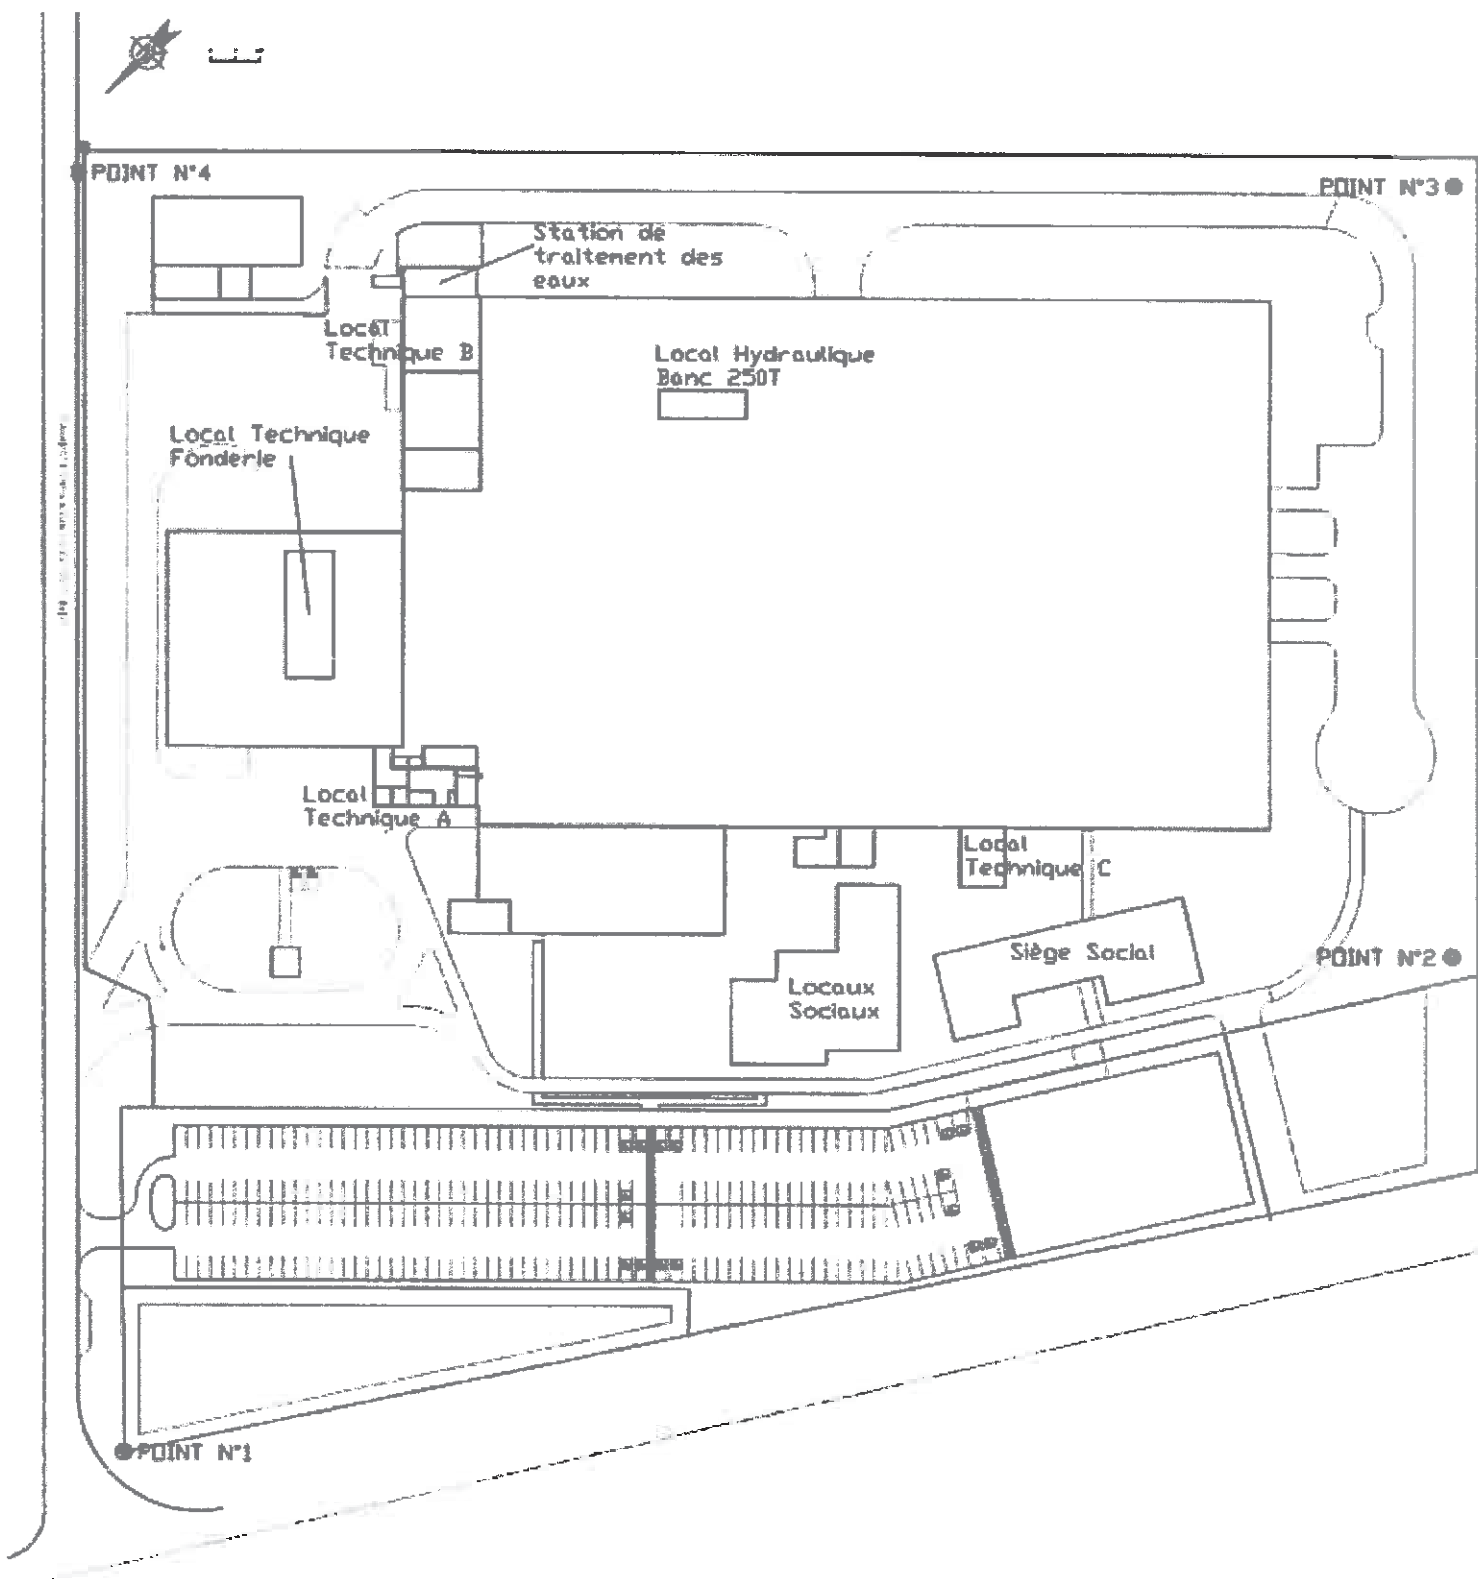 POINT N°4
POINT N°3
Station de
traitement des
eaux
Local
Technique B
Local Hydraulique
Banc 250T
Local Technique
Fonderie
Local
Technique A
Local
Technique C
Siège Social
POINT N°2
Locaux
Sociaux
POINT N°1